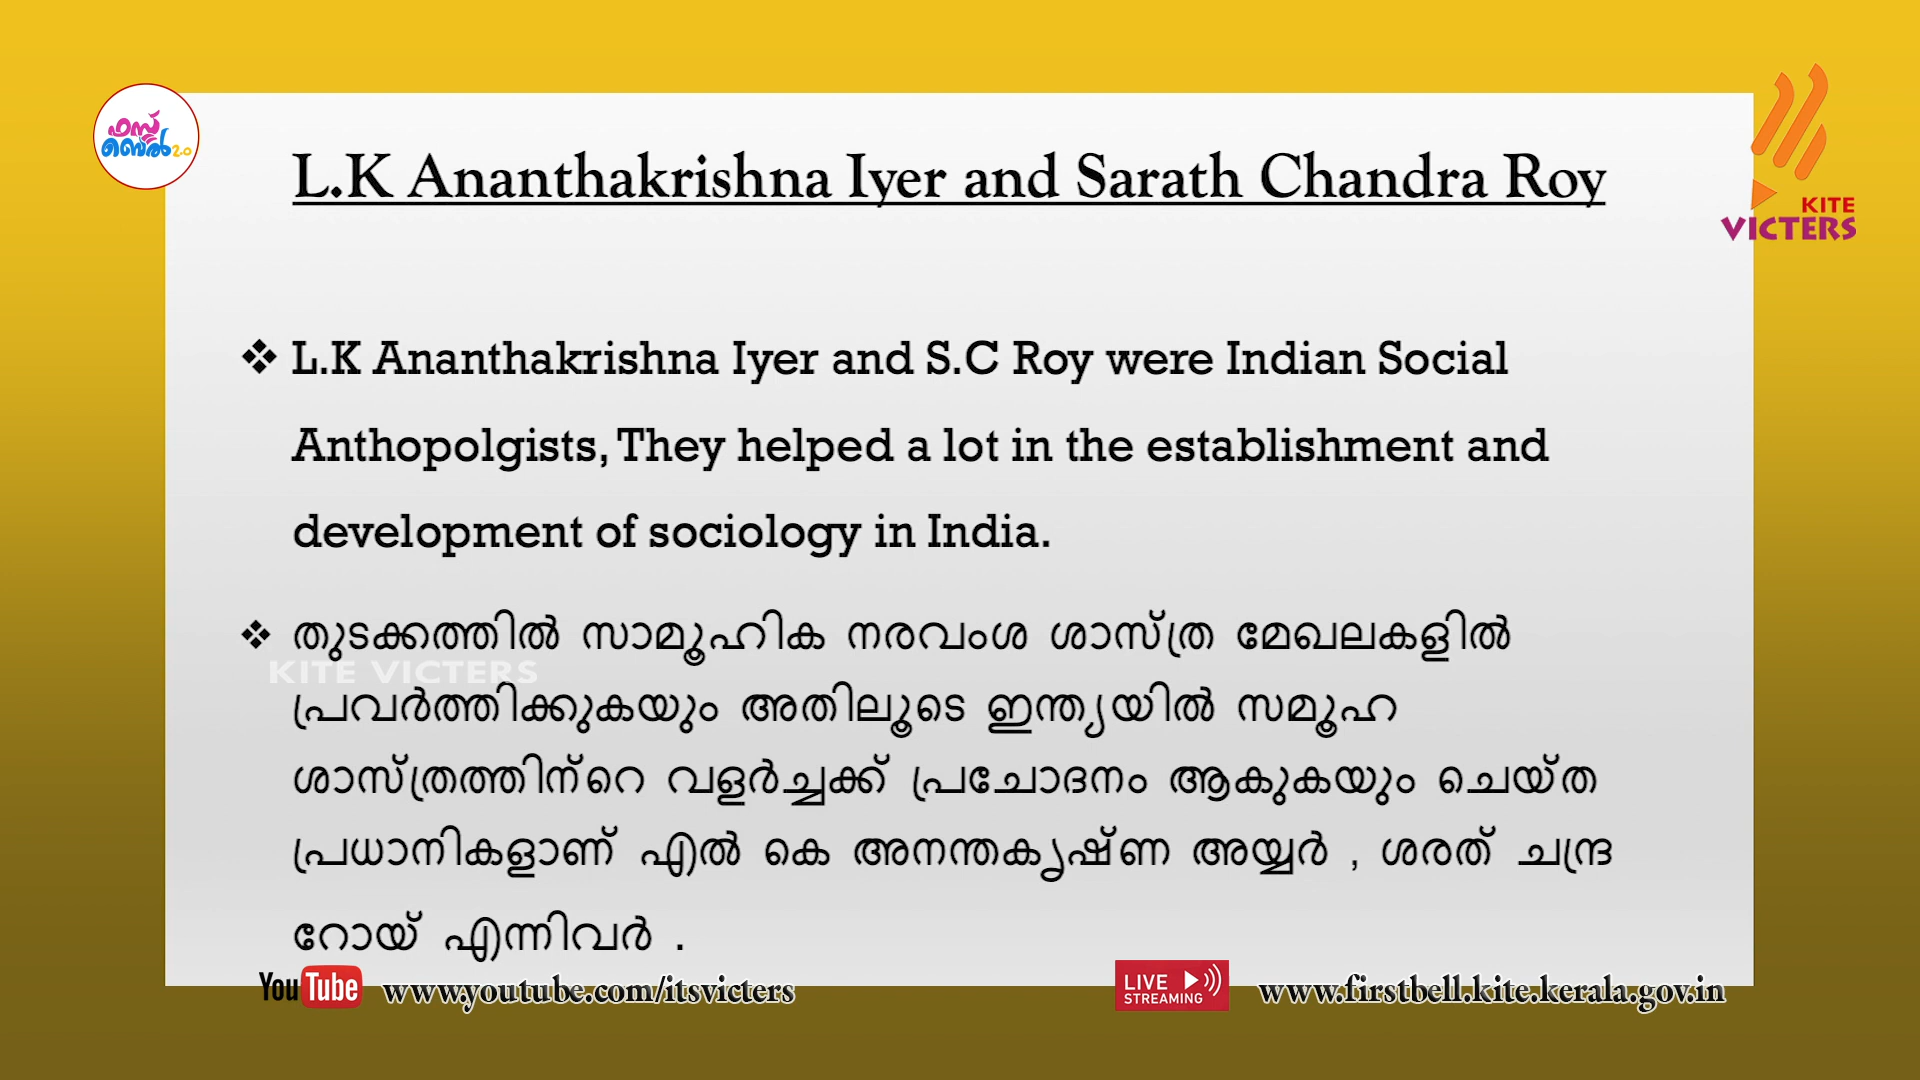 ഫസ്റ്റ്
ബെൽ 2.0
L.K Ananthakrishna Iyer and Sarath Chandra Roy
KITE
VICTERS
❖ L.K Ananthakrishna Iyer and S.C Roy were Indian Social
Anthopolgists, They helped a lot in the establishment and
development of sociology in India.
❖ തുടക്കത്തിൽ സാമൂഹിക നരവംശ ശാസ്ത്ര മേഖലകളിൽ
KITE VICTERS
പ്രവർത്തിക്കുകയും അതിലൂടെ ഇന്ത്യയിൽ സമൂഹ
ശാസ്ത്രത്തിന്റെ വളർച്ചക്ക് പ്രചോദനം ആകുകയും ചെയ്ത
പ്രധാനികളാണ് എൽ കെ അനന്തകൃഷ്ണ അയ്യർ , ശരത് ചന്ദ്ര
റോയ് എന്നിവർ .
YouTube www.youtube.com/itsvicters
LIVE
STREAMING
www.firstbell.kite.kerala.gov.in